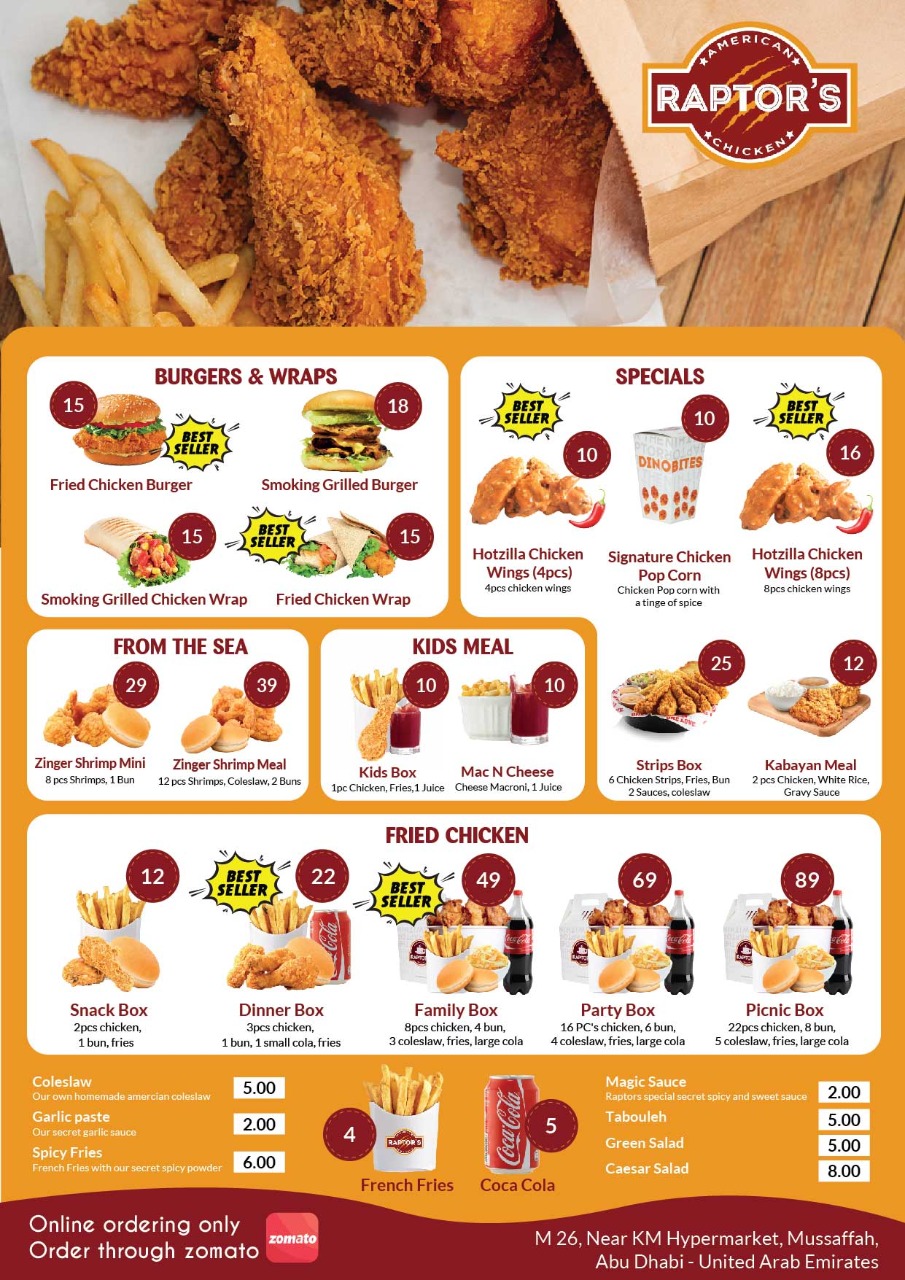 AMERICAN
RAPTOR'S
CHICKEN
BURGERS & WRAPS
15
BEST
SELLER
Fried Chicken Burger
18
Smoking Grilled Burger
15
Smoking Grilled Chicken Wrap
BEST
SELLER
15
Fried Chicken Wrap
SPECIALS
BEST
SELLER
10
Hotzilla Chicken
Wings (4pcs)
4pcs chicken wings
10
DINOBITES
Signature Chicken
Pop Corn
Chicken Pop corn with
a tinge of spice
BEST
SELLER
16
Hotzilla Chicken
Wings (8pcs)
8pcs chicken wings
25
Strips Box
6 Chicken Strips, Fries, Bun
2 Sauces, coleslaw
12
Kabayan Meal
2 pcs Chicken, White Rice,
Gravy Sauce
FROM THE SEA
29
Zinger Shrimp Mini
8 pcs Shrimps, 1 Bun
39
Zinger Shrimp Meal
12 pcs Shrimps, Coleslaw, 2 Buns
KIDS MEAL
10
Kids Box
1pc Chicken, Fries,1 Juice
10
Mac N Cheese
Cheese Macroni, 1 Juice
FRIED CHICKEN
12
Snack Box
2pcs chicken,
1 bun, fries
BEST
SELLER
22
Coca-Cola
Dinner Box
3pcs chicken,
1 bun, 1 small cola, fries
BEST
SELLER
49
Coca-Cola
Family Box
8pcs chicken, 4 bun,
3 coleslaw, fries, large cola
69
Coca-Cola
Party Box
16 PC's chicken, 6 bun,
4 coleslaw, fries, large cola
89
Coca-Cola
Picnic Box
22pcs chicken, 8 bun,
5 coleslaw, fries, large cola
Coleslaw 5.00
Our own homemade amercian coleslaw
Garlic paste 2.00
Our secret garlic sauce
Spicy Fries 6.00
French Fries with our secret spicy powder
4
RAPTOR'S
French Fries
Coca-Cola
5
Coca Cola
Magic Sauce 2.00
Raptors special secret spicy and sweet sauce
Tabouleh 5.00
Green Salad 5.00
Caesar Salad 8.00
Online ordering only
Order through zomato
zomato
M 26, Near KM Hypermarket, Mussaffah,
Abu Dhabi - United Arab Emirates